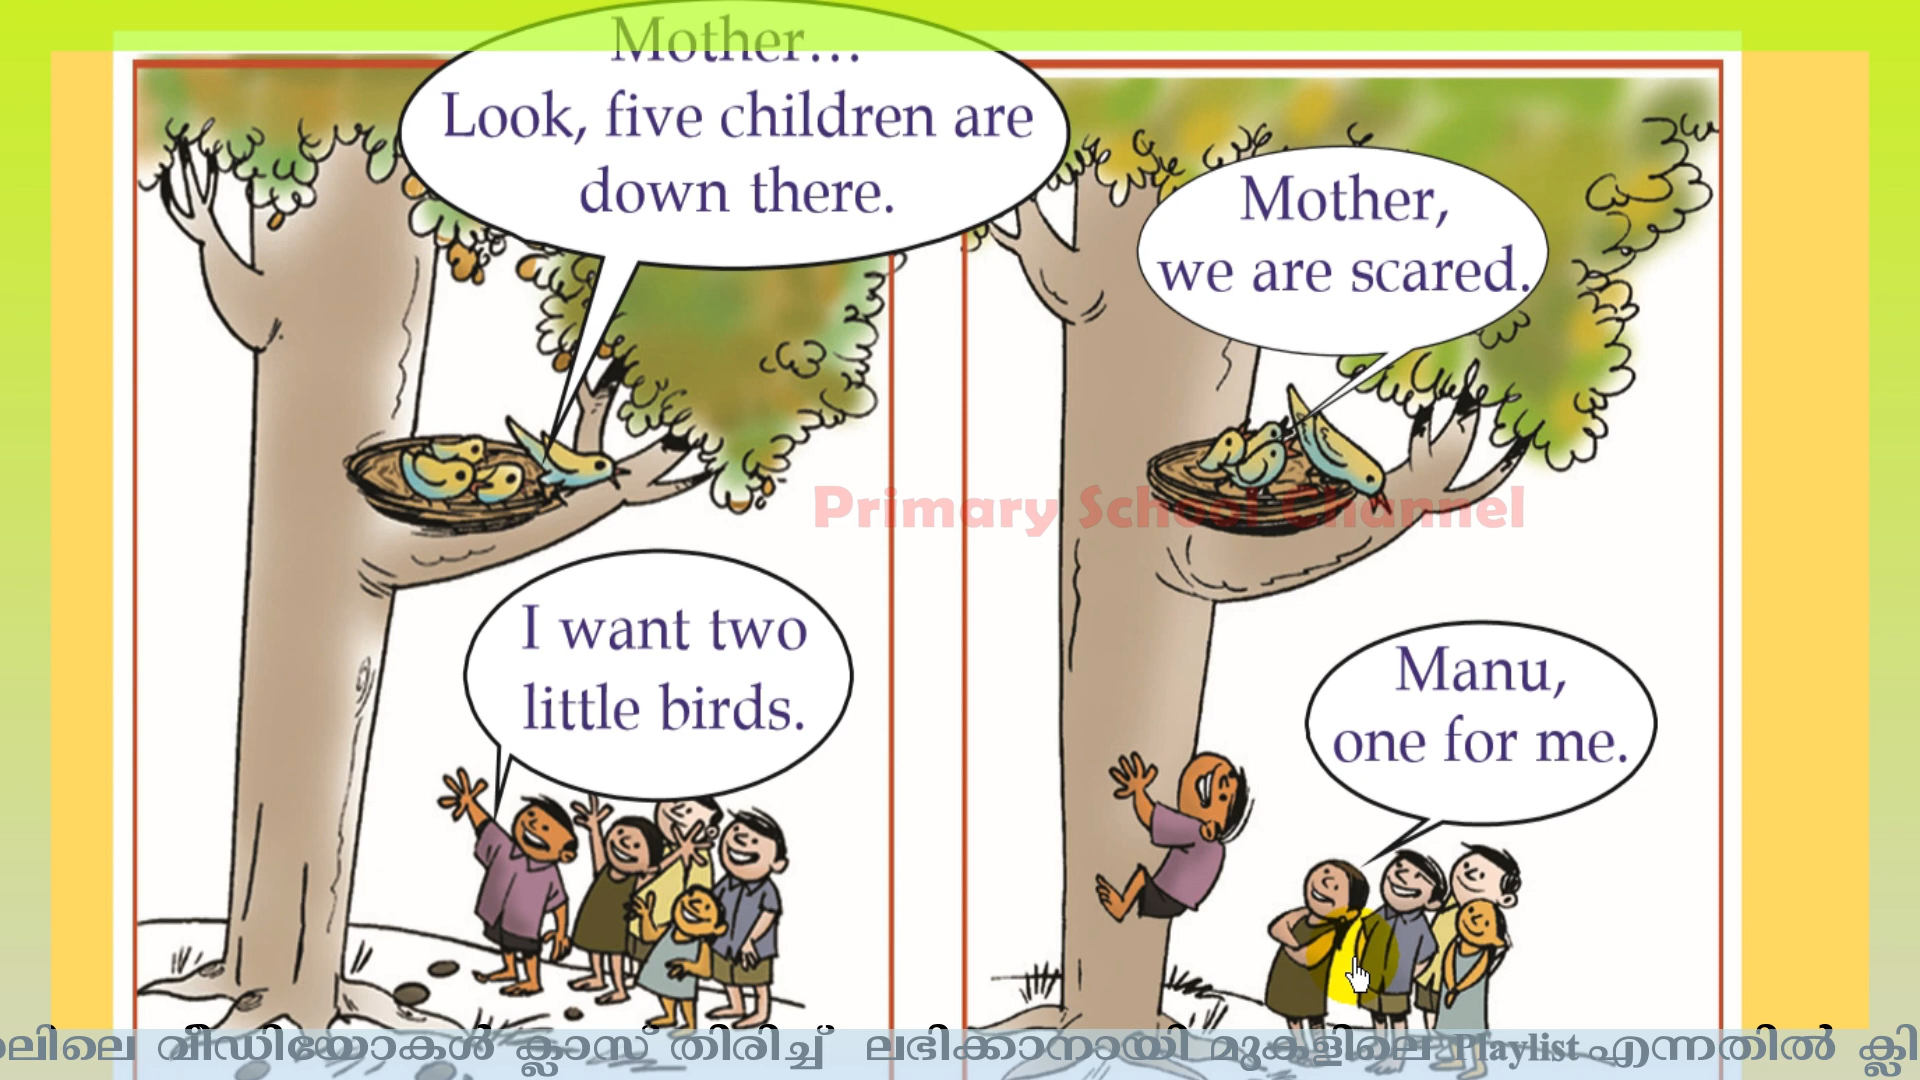 Mother...
Look, five children are
down there.
I want two
little birds.
Mother,
we are scared.
Manu,
one for me.
Primary School Channel
ലിലെ വീഡിയോകൾ ക്ലാസ് തിരിച്ച് ലഭിക്കാനായി മുകളിലെ Playlist എന്നതിൽ ക്ലി